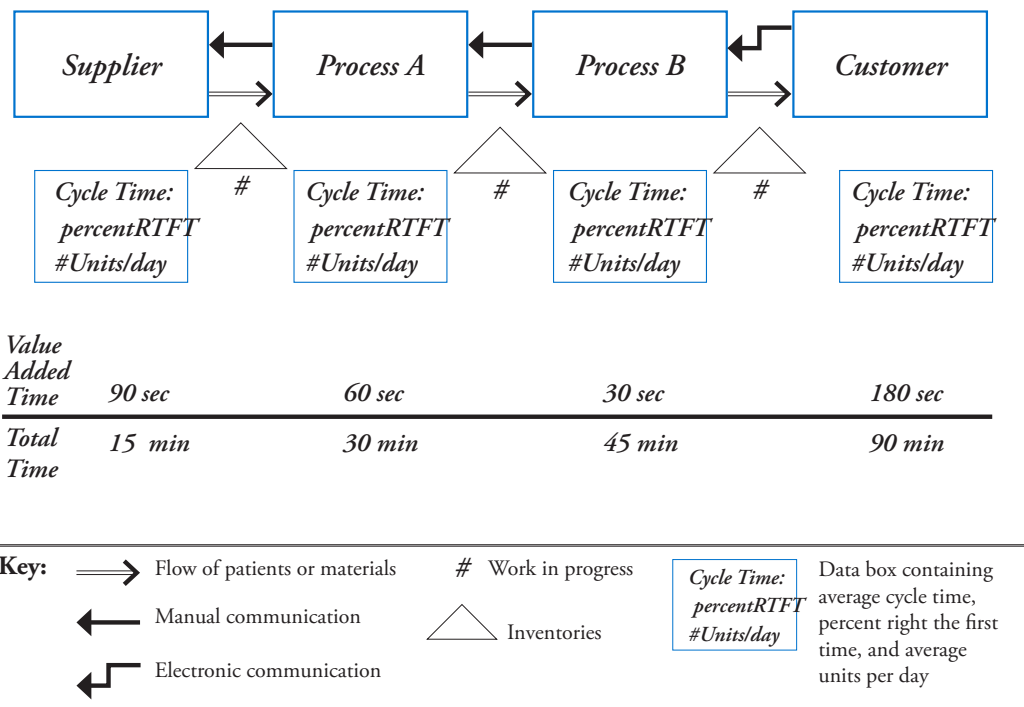 Supplier
Process A
Process B
Customer
#
#
#
Cycle Time:
percentRTFT
#Units/day
Cycle Time:
percentRTFT
#Units/day
Cycle Time:
percentRTFT
#Units/day
Cycle Time:
percentRTFT
#Units/day
Value
Added
Time
90 sec
60 sec
30 sec
180 sec
Total
Time
15 min
30 min
45 min
90 min
Key:
Flow of patients or materials
Manual communication
Electronic communication
# Work in progress
Inventories
Cycle Time:
percentRTFT
#Units/day
Data box containing
average cycle time,
percent right the first
time, and average
units per day